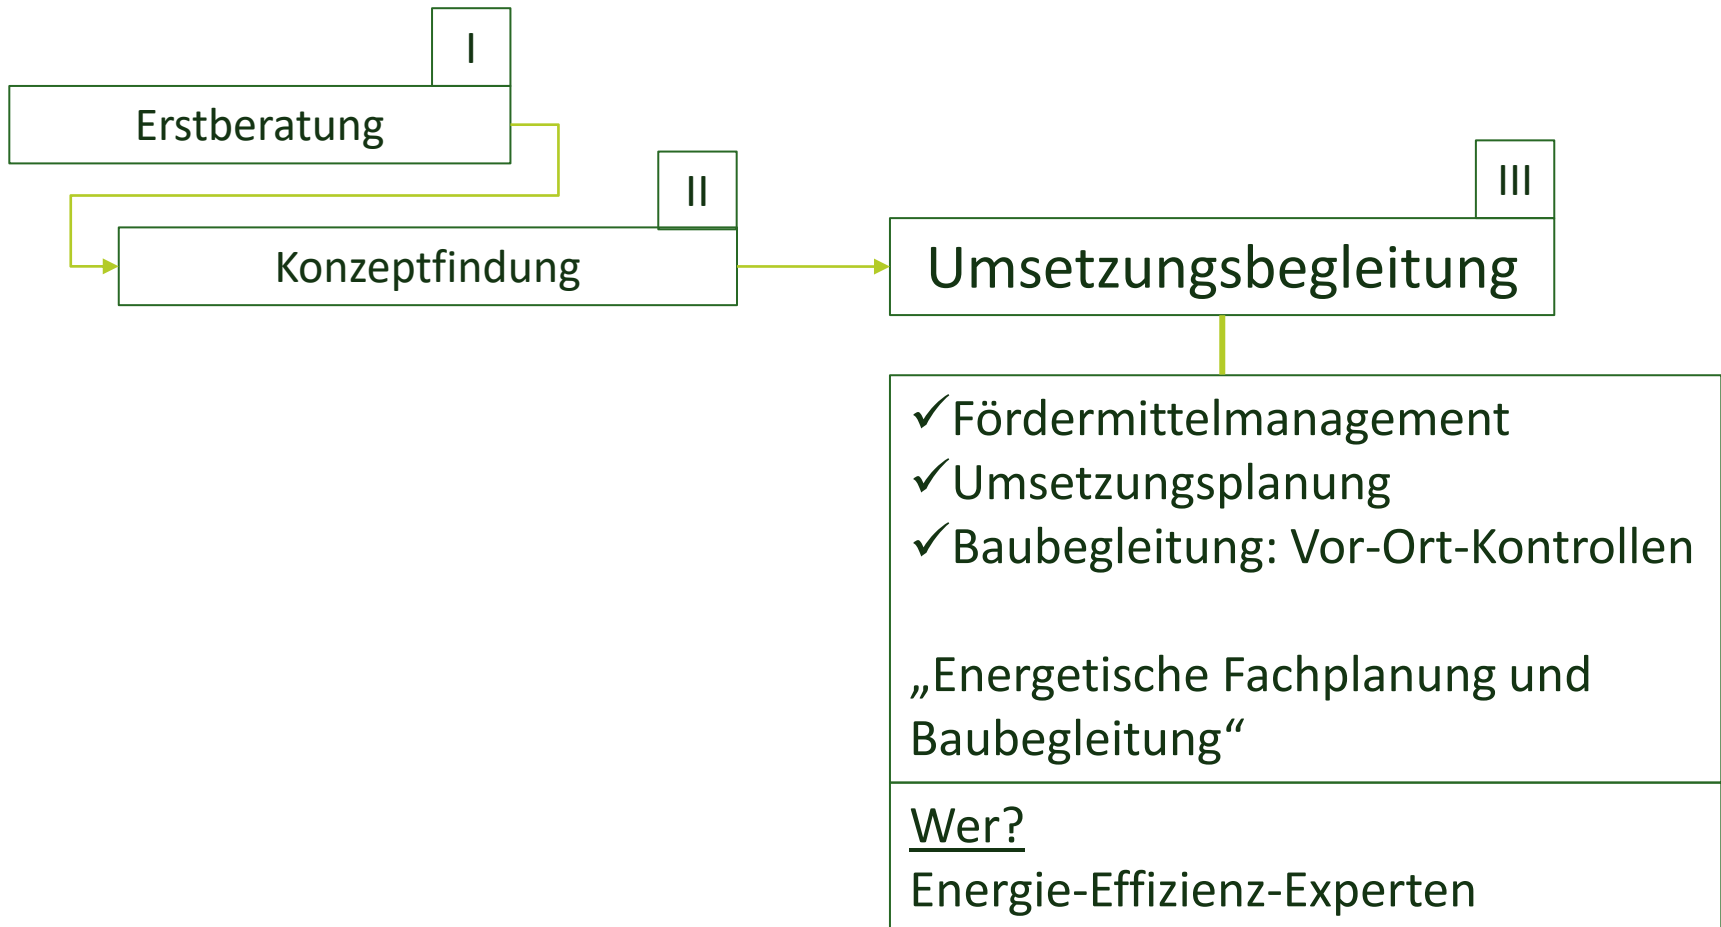 I
Erstberatung
II
Konzeptfindung
III
Umsetzungsbegleitung
✓Fördermittelmanagement
✓Umsetzungsplanung
✓Baubegleitung: Vor-Ort-Kontrollen
„Energetische Fachplanung und
Baubegleitung“
Wer?
Energie-Effizienz-Experten